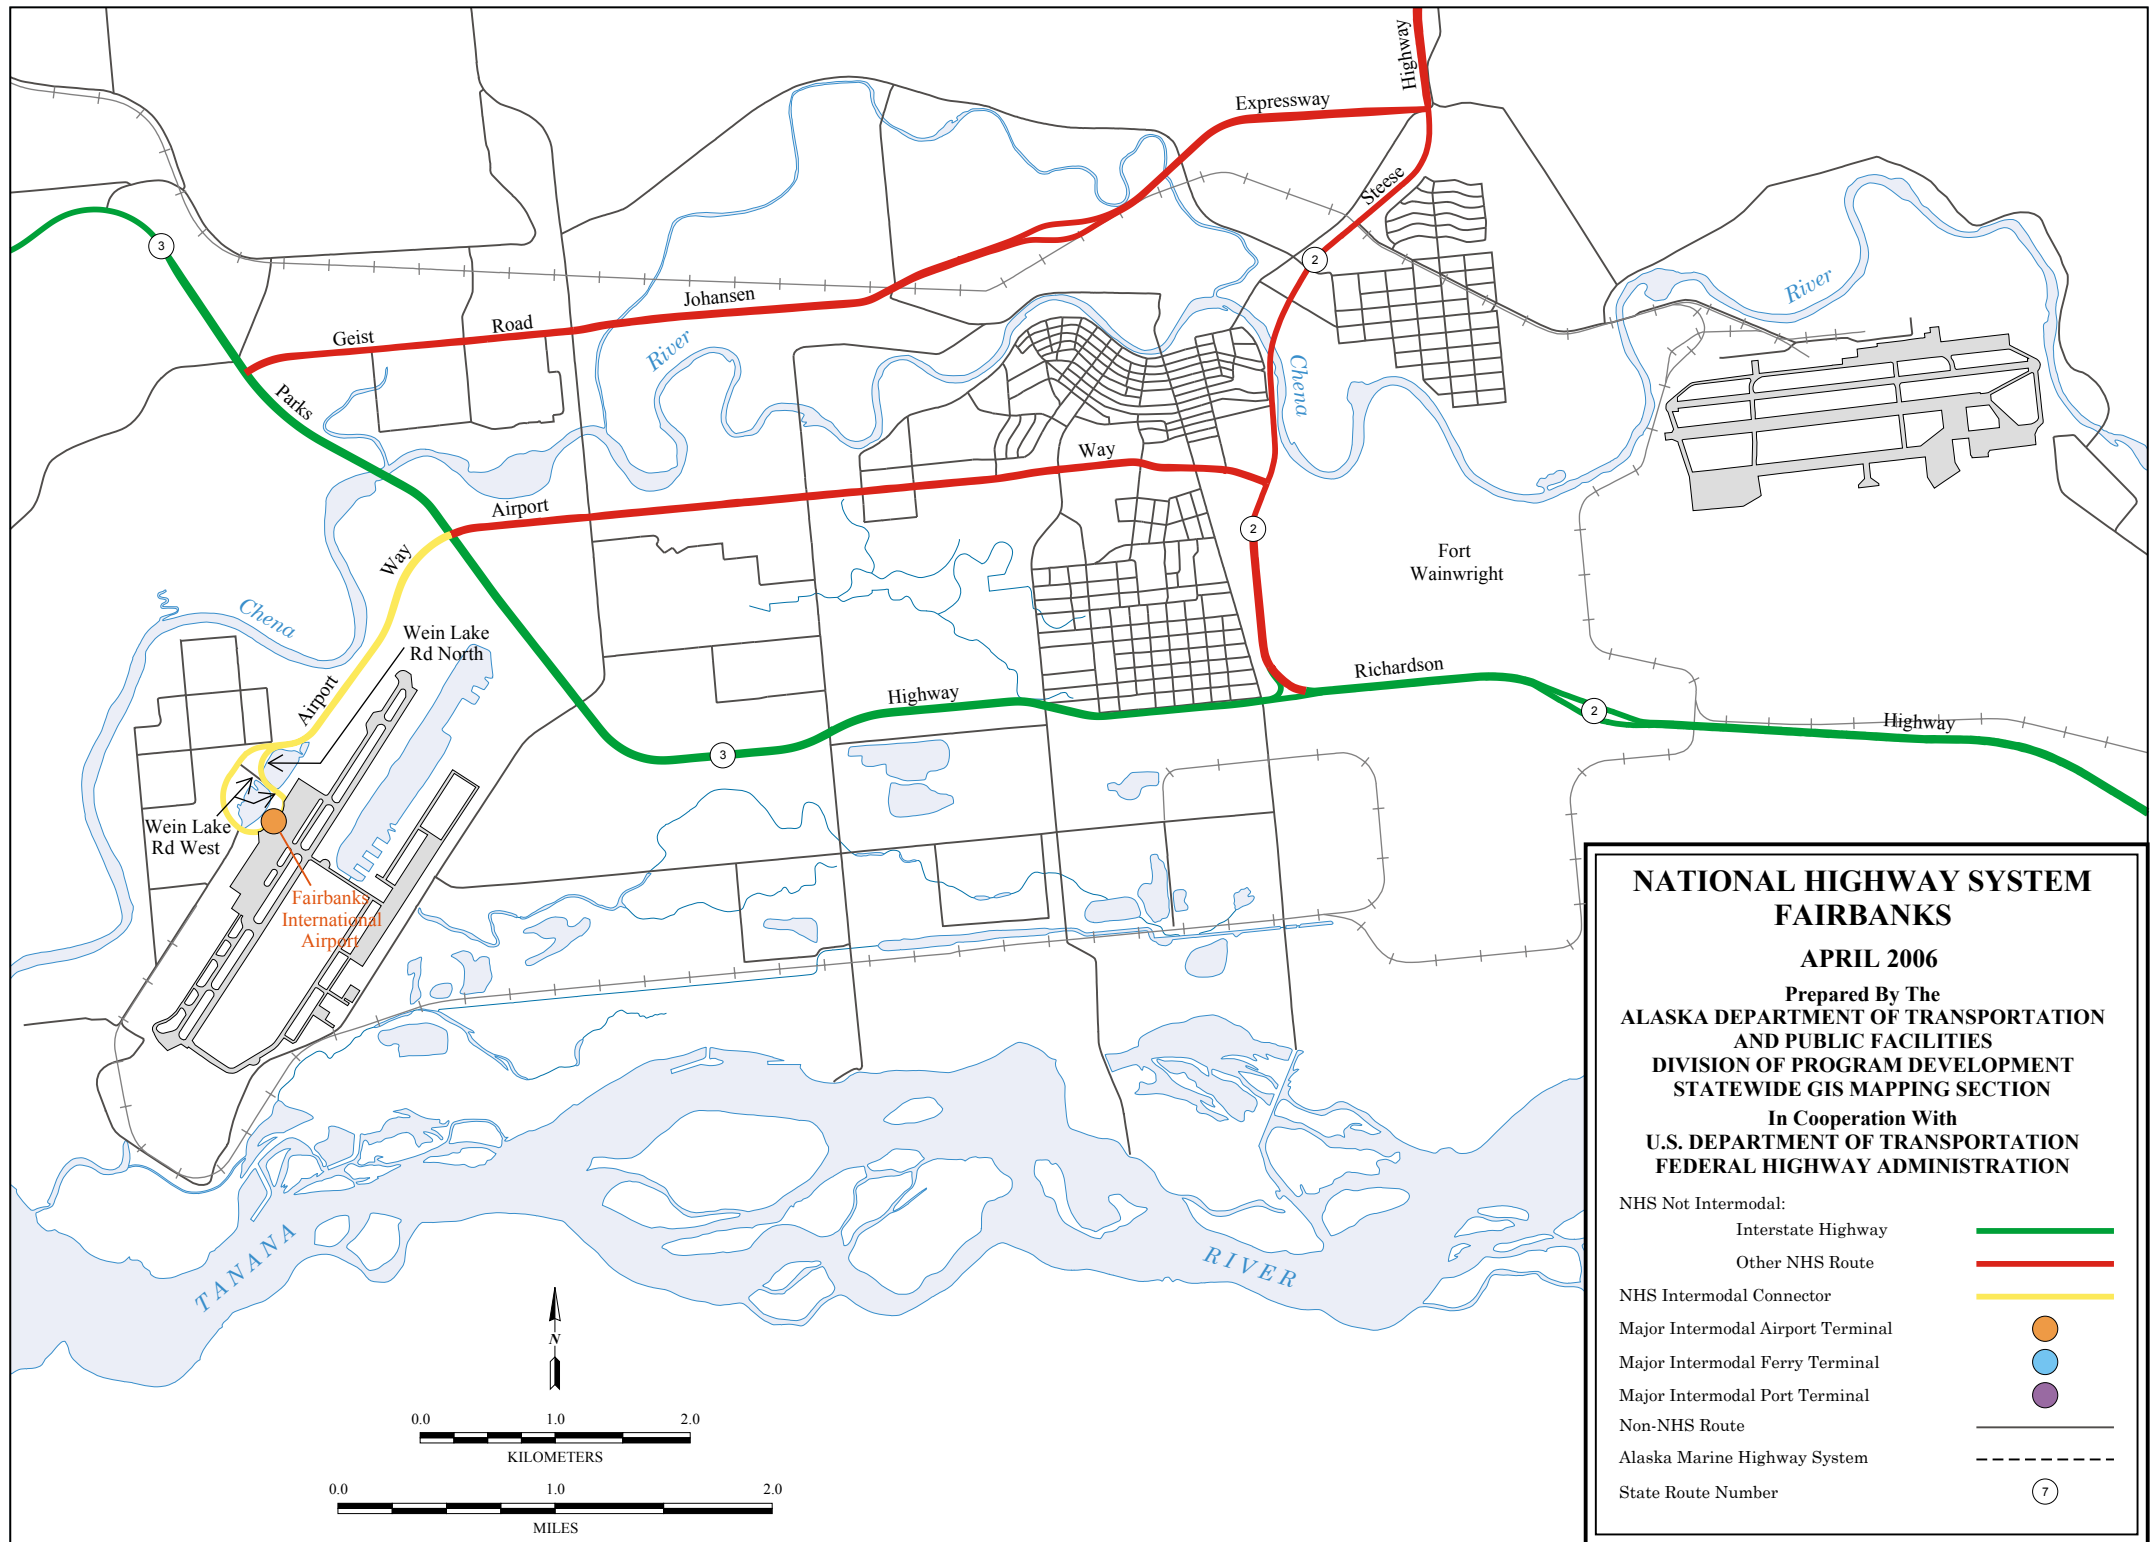 Highway
Expressway
Steese
2
3
Johansen
Road
Geist
River
River
Chena
Parks
Way
Airport
2
Way
Fort
Wainwright
Chena
Wein Lake
Rd North
Richardson
Airport
Highway
2
Highway
3
Wein Lake
Rd West
Fairbanks
International
Airport
TANANA
RIVER
N
0.0 1.0 2.0
KILOMETERS
0.0 1.0 2.0
MILES
NATIONAL HIGHWAY SYSTEM
FAIRBANKS
APRIL 2006
Prepared By The
ALASKA DEPARTMENT OF TRANSPORTATION
AND PUBLIC FACILITIES
DIVISION OF PROGRAM DEVELOPMENT
STATEWIDE GIS MAPPING SECTION
In Cooperation With
U.S. DEPARTMENT OF TRANSPORTATION
FEDERAL HIGHWAY ADMINISTRATION
NHS Not Intermodal:
Interstate Highway
Other NHS Route
NHS Intermodal Connector
Major Intermodal Airport Terminal
Major Intermodal Ferry Terminal
Major Intermodal Port Terminal
Non-NHS Route
Alaska Marine Highway System
State Route Number 7